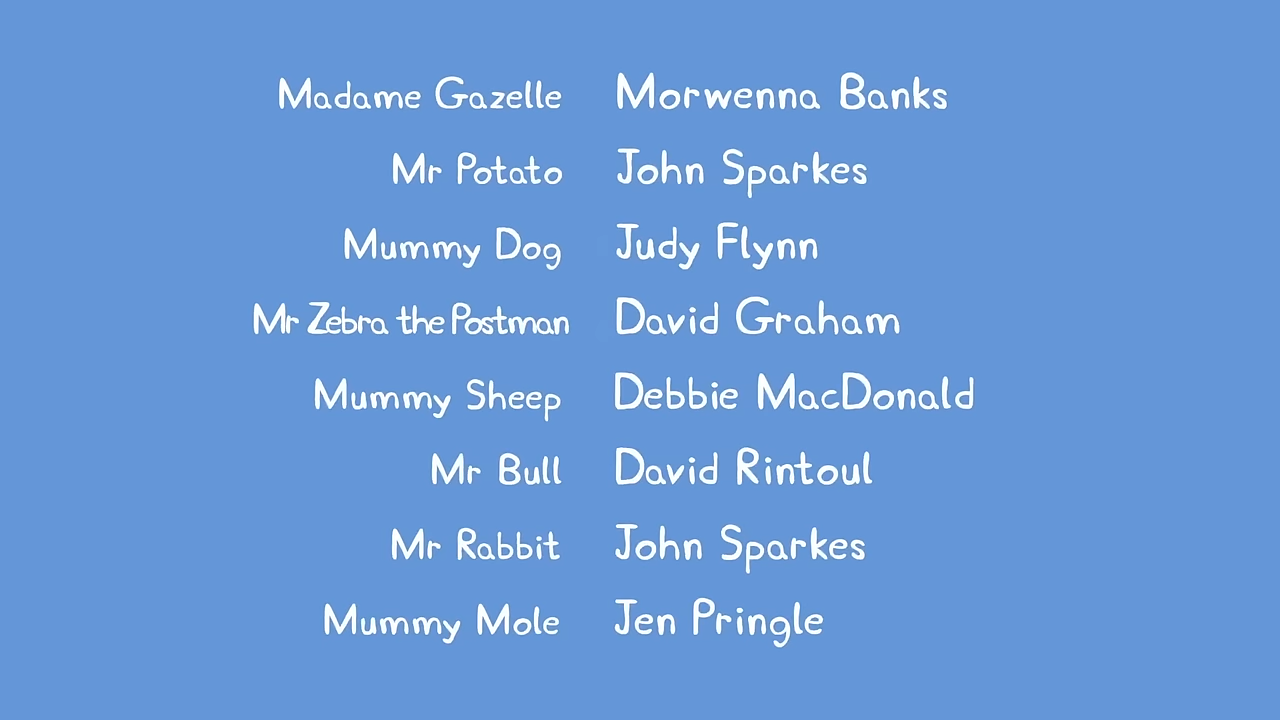 Madame Gazelle Morwenna Banks
Mr Potato John Sparkes
Mummy Dog Judy Flynn
Mr Zebra the Postman David Graham
Mummy Sheep Debbie MacDonald
Mr Bull David Rintoul
Mr Rabbit John Sparkes
Mummy Mole Jen Pringle